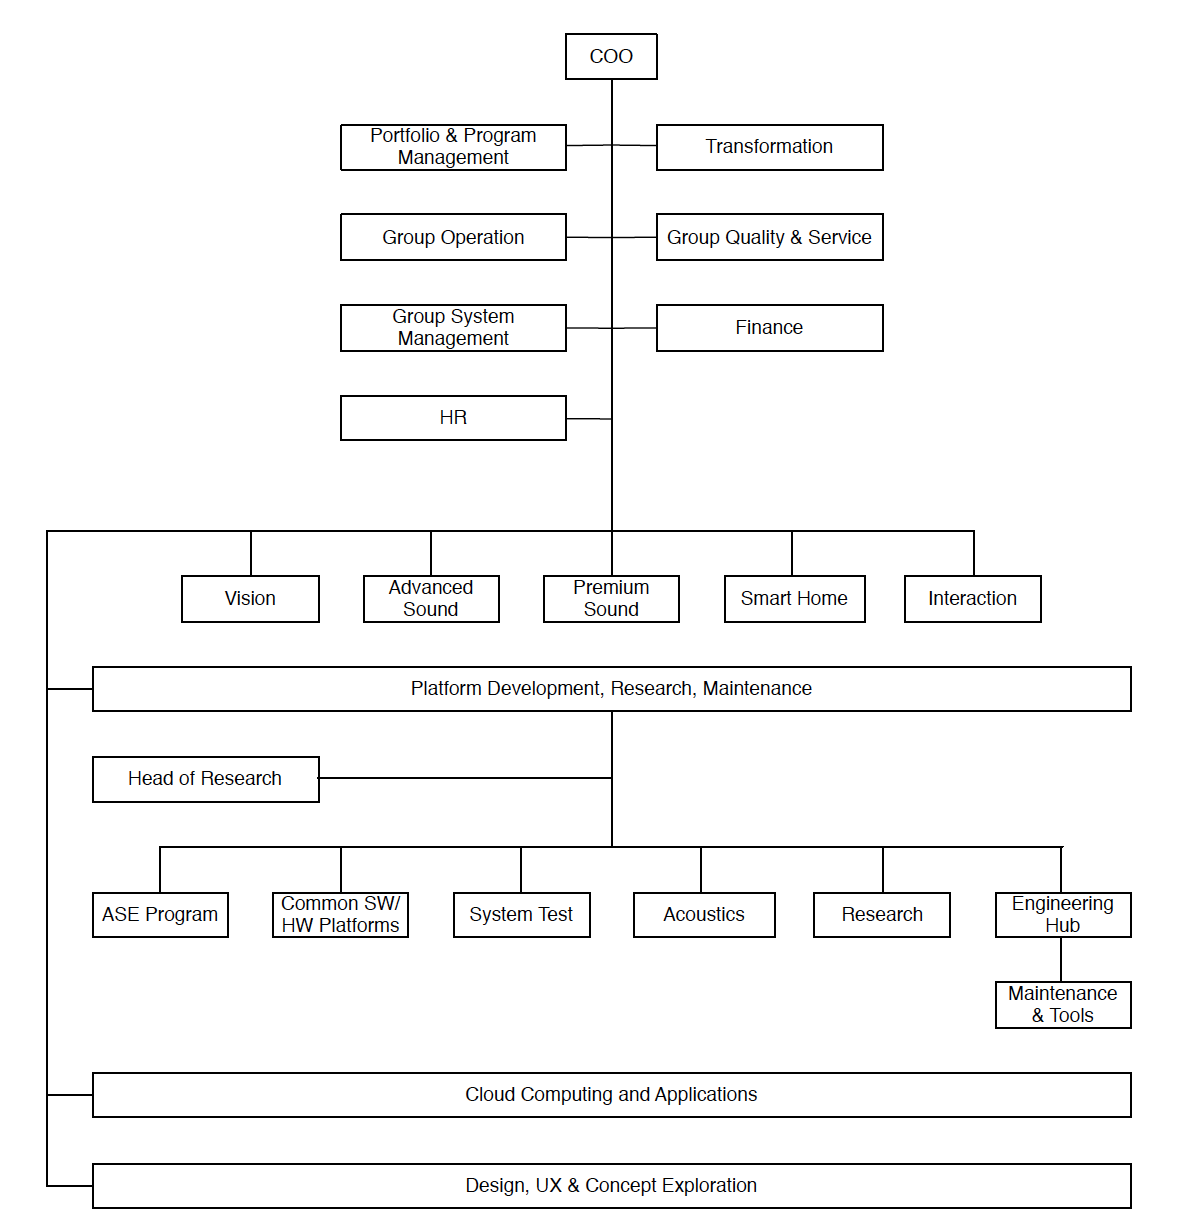 COO
Portfolio & Program
Management
Transformation
Group Operation
Group Quality & Service
Group System
Management
Finance
HR
Vision
Advanced
Sound
Premium
Sound
Smart Home
Interaction
Platform Development, Research, Maintenance
Head of Research
ASE Program
Common SW/
HW Platforms
System Test
Acoustics
Research
Engineering
Hub
Maintenance
& Tools
Cloud Computing and Applications
Design, UX & Concept Exploration